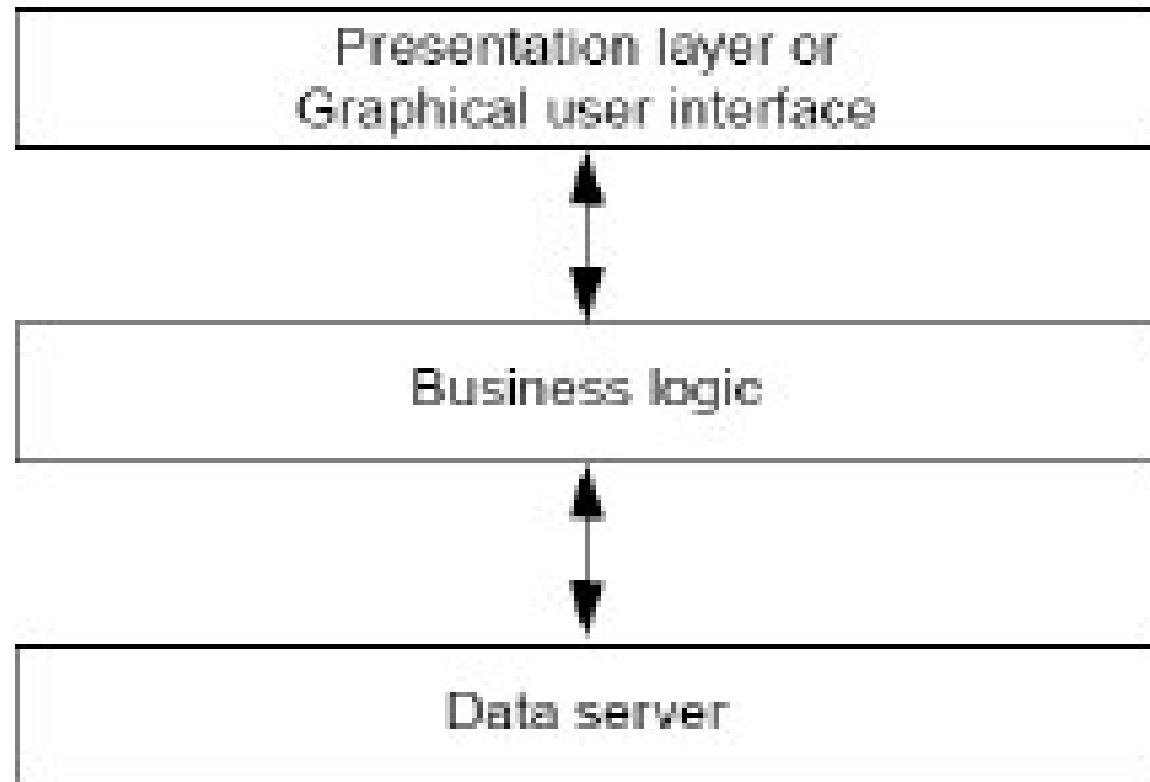 Presentation layer or
Graphical user interface
Business logic
Data server